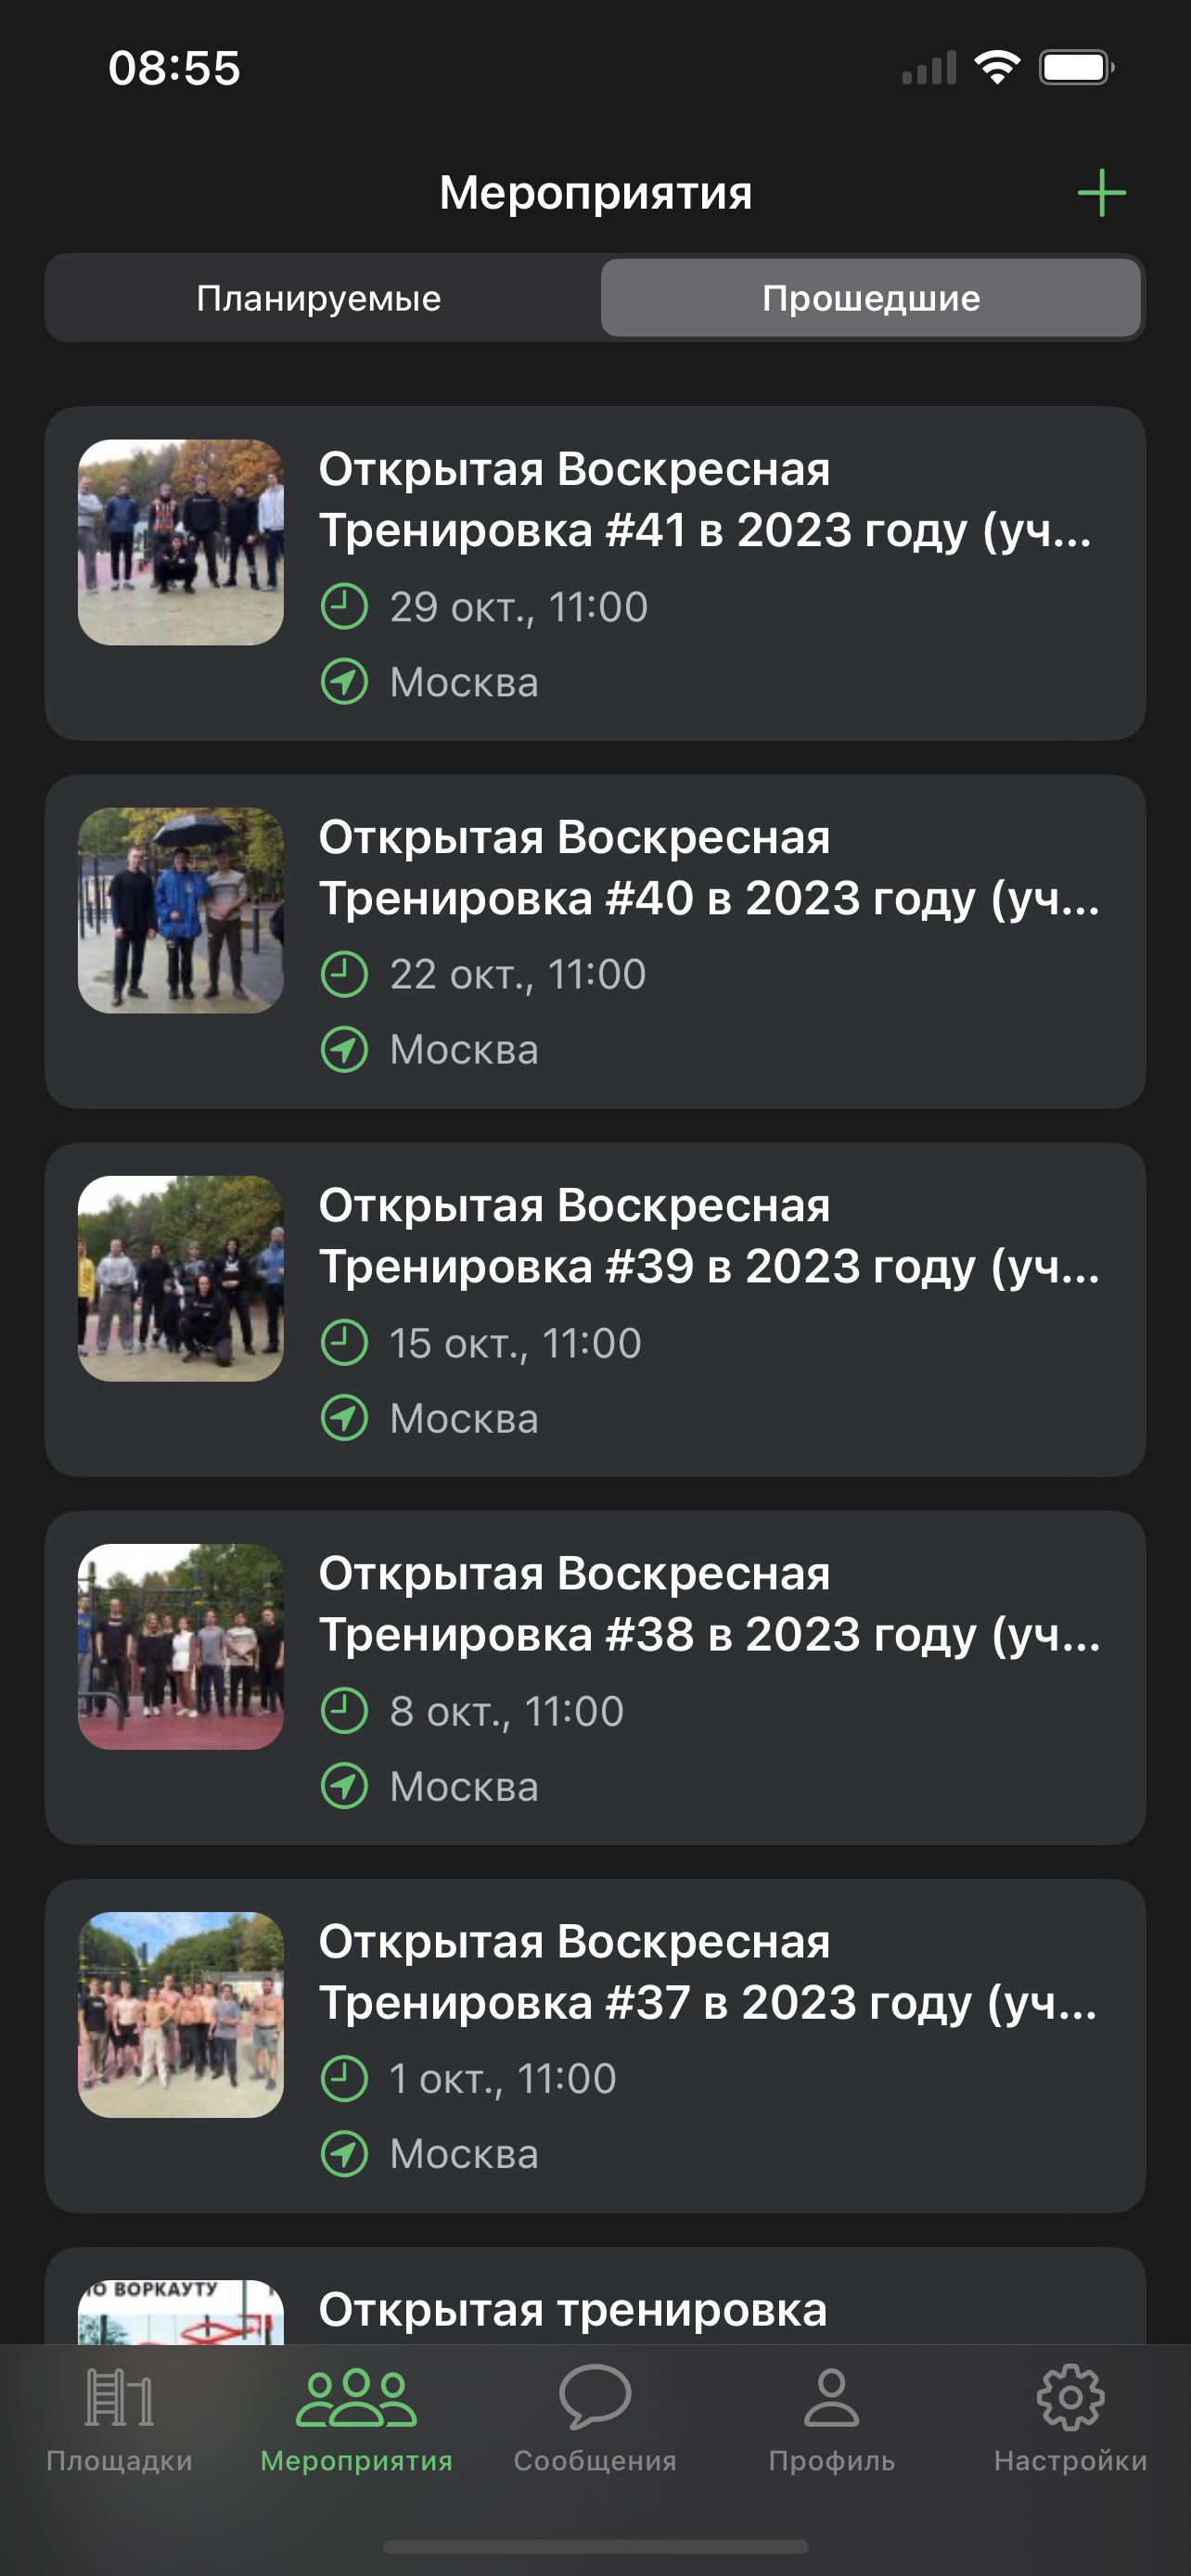 08:55
Мероприятия
Планируемые
Прошедшие
Открытая Воскресная
Тренировка #41 в 2023 году (уч...
29 окт., 11:00
Москва
Открытая Воскресная
Тренировка #40 в 2023 году (уч...
22 окт., 11:00
Москва
Открытая Воскресная
Тренировка #39 в 2023 году (уч...
15 окт., 11:00
Москва
Открытая Воскресная
Тренировка #38 в 2023 году (уч...
8 окт., 11:00
Москва
Открытая Воскресная
Тренировка #37 в 2023 году (уч...
1 окт., 11:00
Москва
ПО ВОРКАУТУ
Открытая тренировка
Площадки
Мероприятия
Сообщения
Профиль
Настройки